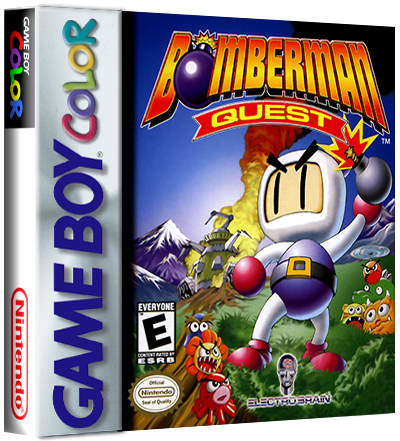 GAME BOY
COLOR
Nintendo
GAME BOY COLOR
BOMBERMAN
QUEST
TM
EVERYONE
E
CONTENT RATED BY
ESRB
Official
Nintendo
Seal of Quality
ELECTRO BRAIN